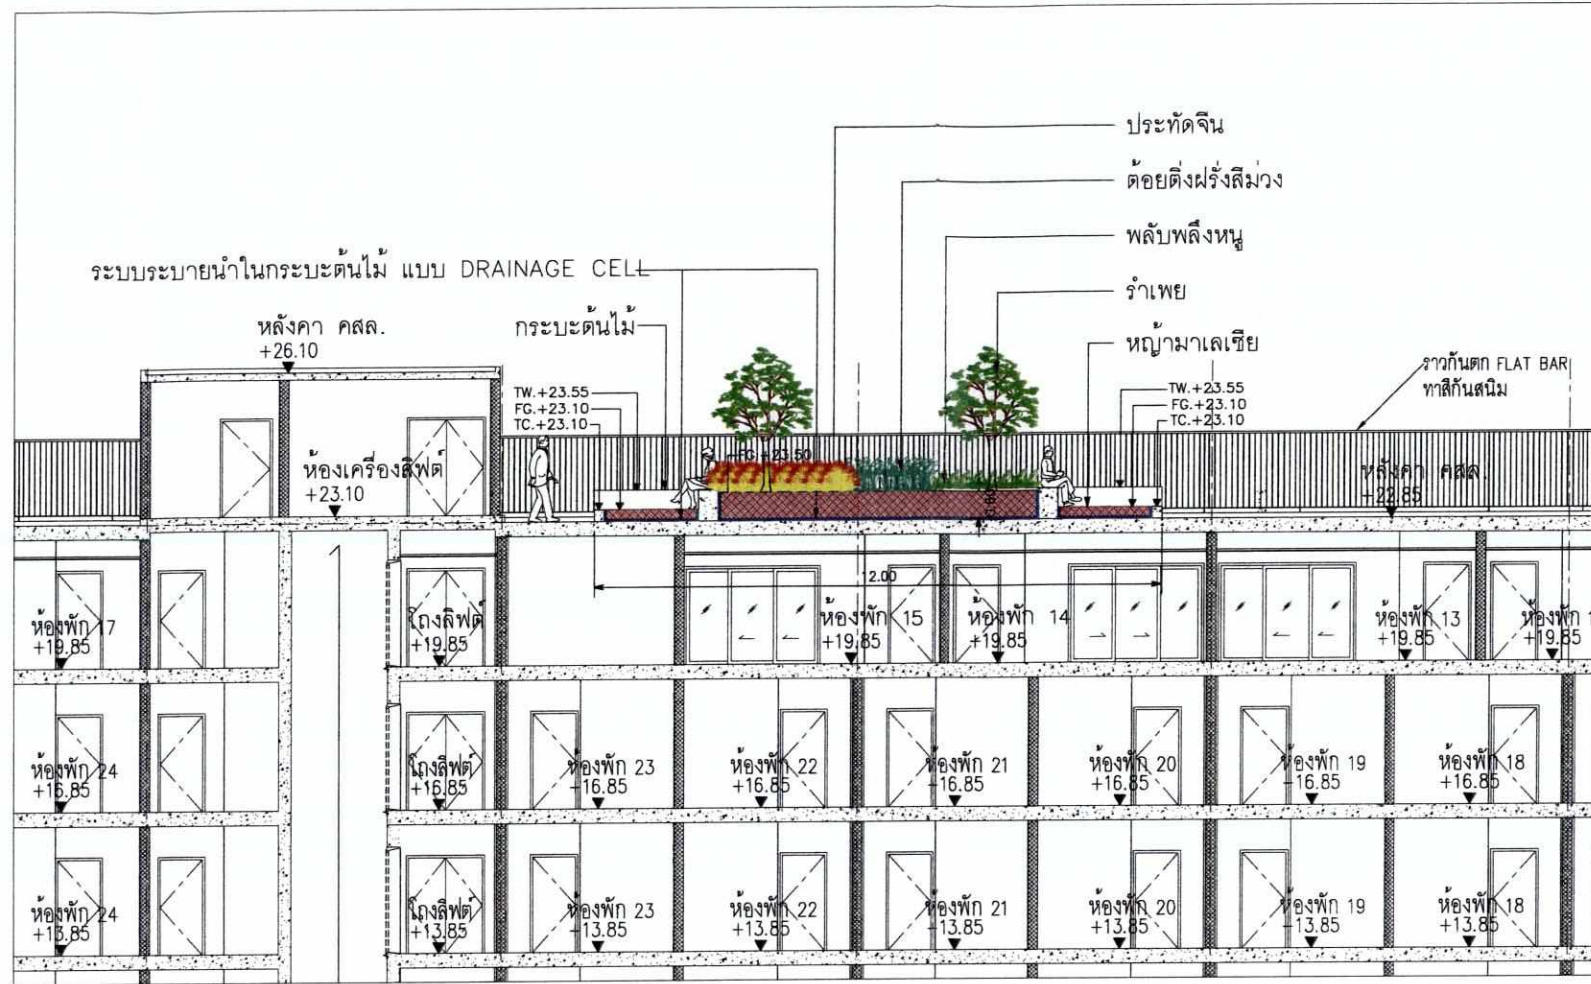 ประทัดจีน
ต้อยติ่งฝรั่งสีม่วง
พลับพลึงหนู
ระบบระบายน้ำในกระบะต้นไม้ แบบ DRAINAGE CELL
รำเพย
หลังคา คสล.
+26.10
กระบะต้นไม้
หญ้ามาเลเซีย
ราวกันตก FLAT BAR
ทาสีกันสนิม
TW.+23.55
FG.+23.10
TC.+23.10
TW.+23.55
FG.+23.10
TC.+23.10
FG.+23.50
ห้องเครื่องลิฟต์
+23.10
หลังคา คสล.
+22.85
ห้องพัก 17
+19.85
โถงลิฟต์
+19.85
ห้องพัก 15
+19.85
ห้องพัก 14
+19.85
ห้องพัก 13
+19.85
+19.85
ห้องพัก 24
+16.85
โถงลิฟต์
+16.85
ห้องพัก 23
+16.85
ห้องพัก 22
+16.85
ห้องพัก 21
+16.85
ห้องพัก 20
+16.85
ห้องพัก 19
+16.85
ห้องพัก 18
+16.85
ห้องพัก 24
+13.85
โถงลิฟต์
+13.85
ห้องพัก 23
+13.85
ห้องพัก 22
+13.85
ห้องพัก 21
+13.85
ห้องพัก 20
+13.85
ห้องพัก 19
+13.85
ห้องพัก 18
+13.85